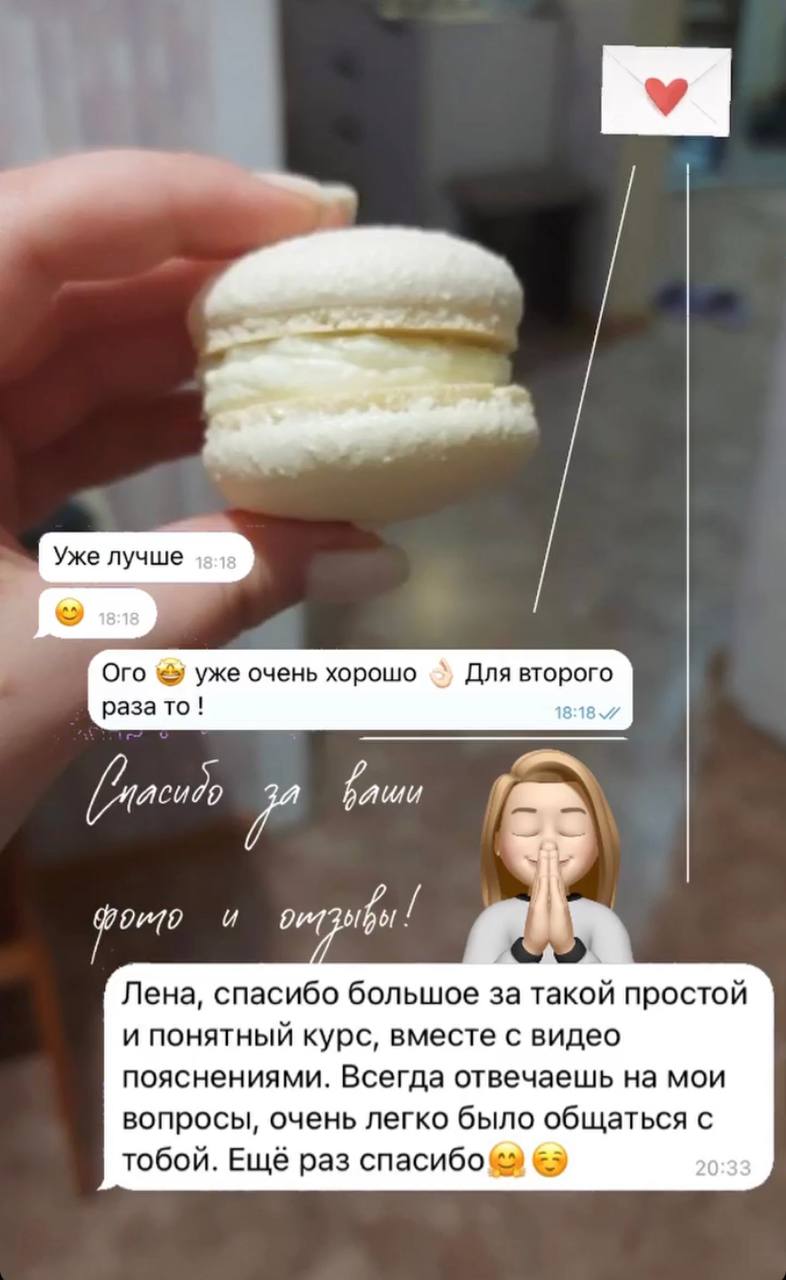 Уже лучше 18:18
😊 18:18
Ого 🤩 уже очень хорошо 👌🏻 Для второго
раза то ! 18:18
Спасибо за ваши
фото и отзывы!
Лена, спасибо большое за такой простой
и понятный курс, вместе с видео
пояснениями. Всегда отвечаешь на мои
вопросы, очень легко было общаться с
тобой. Ещё раз спасибо🤗☺️ 20:33